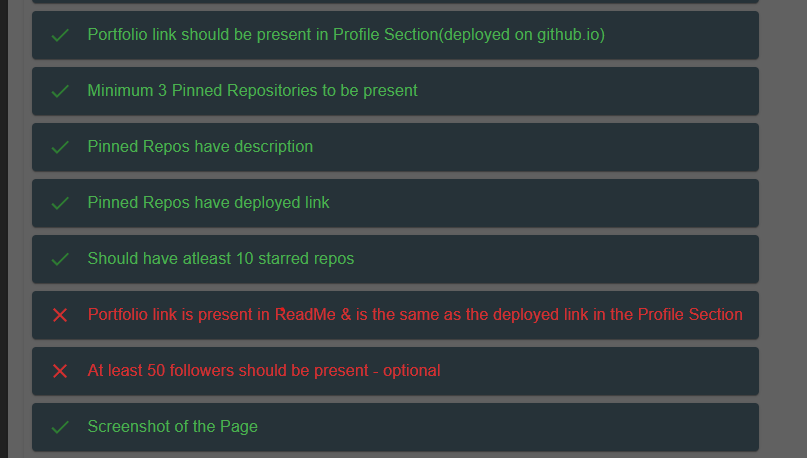 Portfolio link should be present in Profile Section(deployed on github.io)
Minimum 3 Pinned Repositories to be present
Pinned Repos have description
Pinned Repos have deployed link
Should have atleast 10 starred repos
Portfolio link is present in ReadMe & is the same as the deployed link in the Profile Section
At least 50 followers should be present - optional
Screenshot of the Page